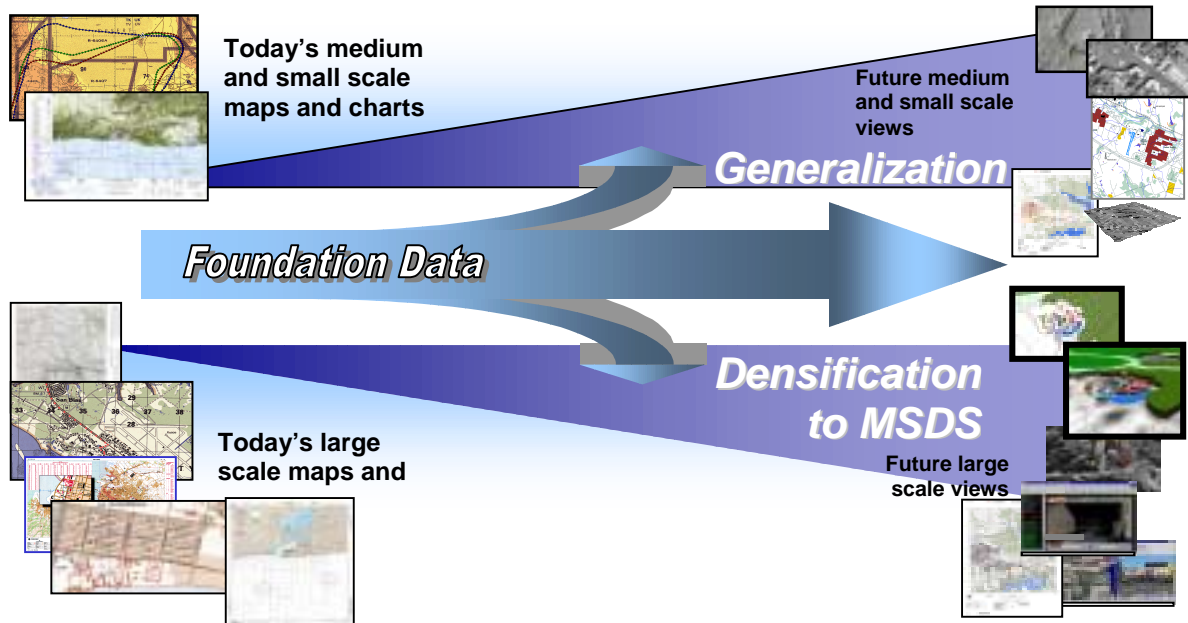 Today's medium
and small scale
maps and charts
Future medium
and small scale
views
Generalization
Foundation Data
Densification
to MSDS
Today's large
scale maps and
Future large
scale views